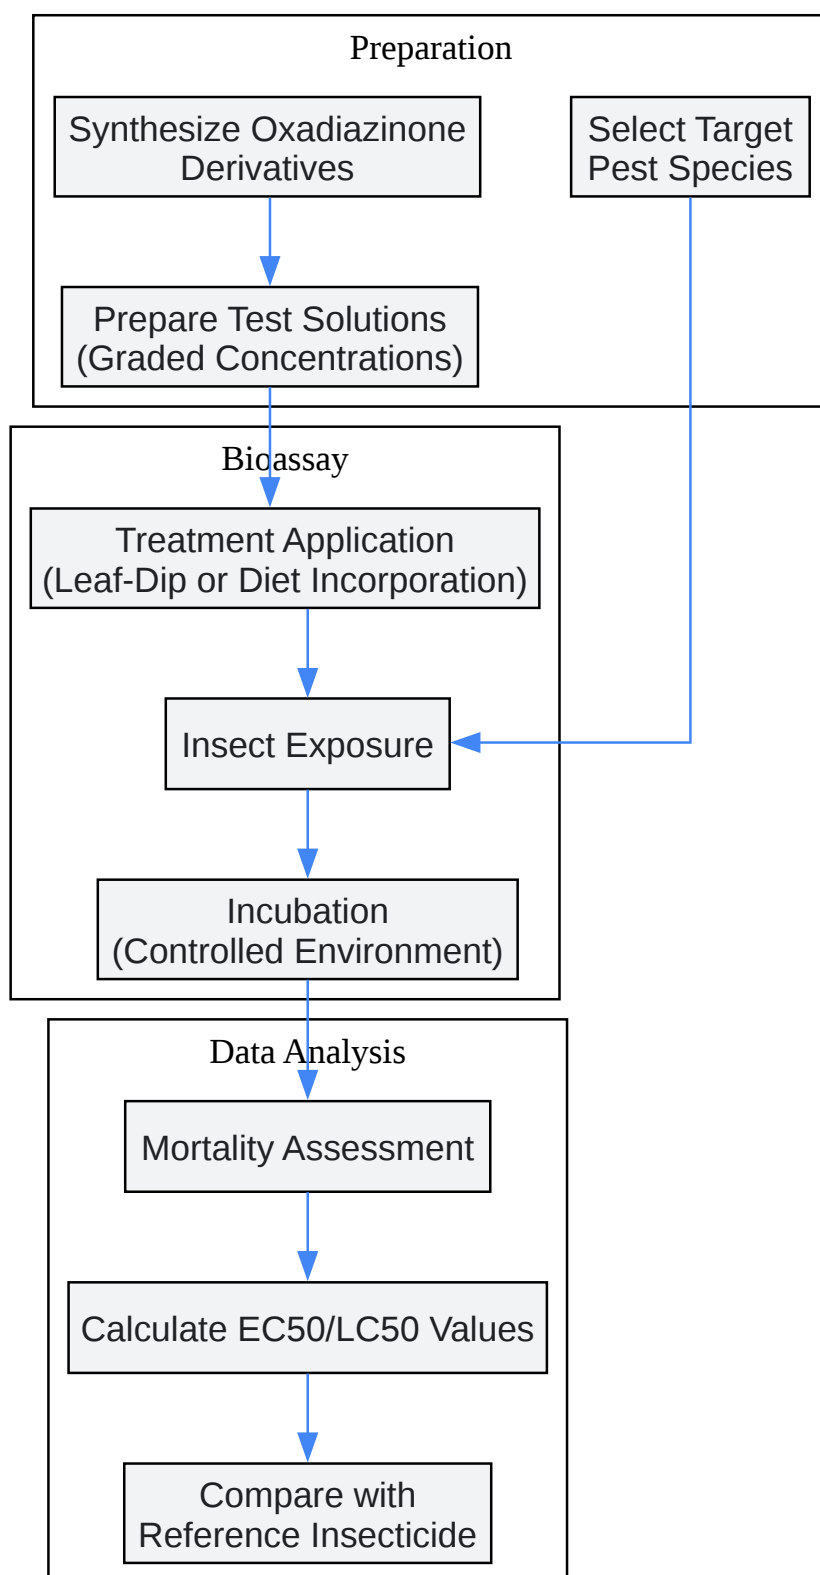 Preparation
Synthesize Oxadiazinone
Derivatives
Select Target
Pest Species
Prepare Test Solutions
(Graded Concentrations)
Bioassay
Treatment Application
(Leaf-Dip or Diet Incorporation)
Insect Exposure
Incubation
(Controlled Environment)
Data Analysis
Mortality Assessment
Calculate EC50/LC50 Values
Compare with
Reference Insecticide